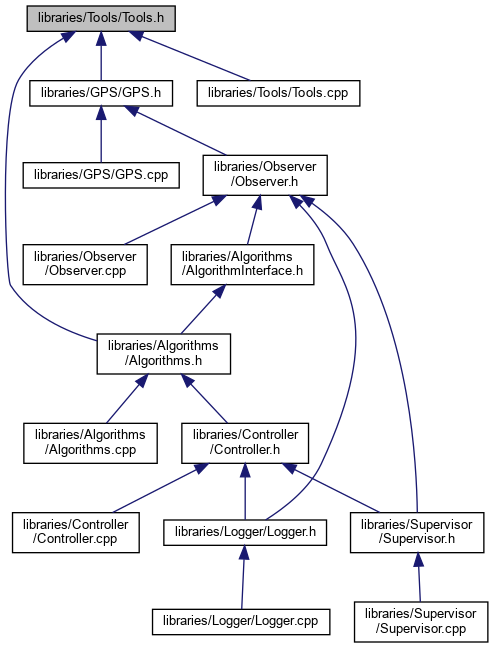 libraries/Tools/Tools.h
libraries/GPS/GPS.h
libraries/Tools/Tools.cpp
libraries/GPS/GPS.cpp
libraries/Observer
/Observer.h
libraries/Observer
/Observer.cpp
libraries/Algorithms
/AlgorithmInterface.h
libraries/Algorithms
/Algorithms.h
libraries/Algorithms
/Algorithms.cpp
libraries/Controller
/Controller.h
libraries/Controller
/Controller.cpp
libraries/Logger/Logger.h
libraries/Supervisor
/Supervisor.h
libraries/Logger/Logger.cpp
libraries/Supervisor
/Supervisor.cpp